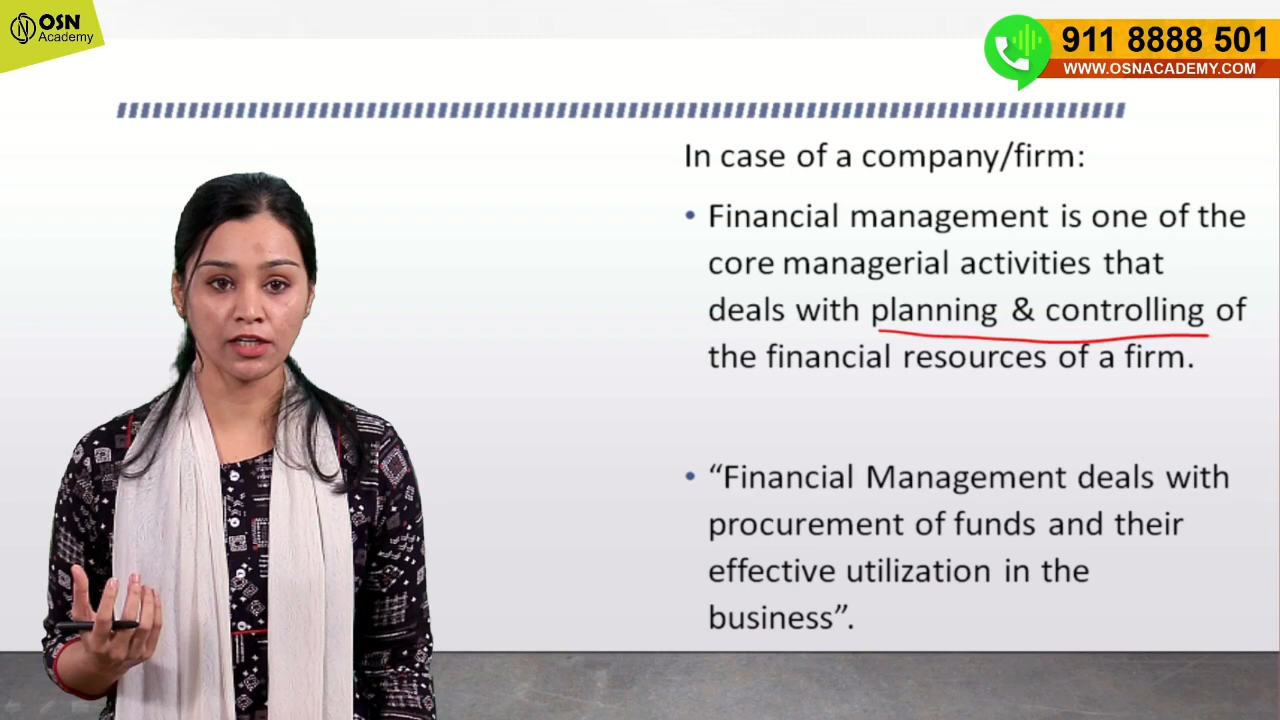 OSN
Academy
911 8888 501
WWW.OSNACADEMY.COM
In case of a company/firm:
• Financial management is one of the
core managerial activities that
deals with planning & controlling of
the financial resources of a firm.
• “Financial Management deals with
procurement of funds and their
effective utilization in the
business”.